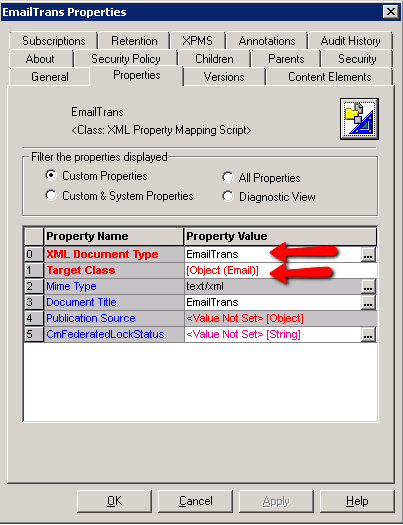 EmailTrans Properties
Subscriptions Retention XPMS Annotations Audit History
About Security Policy Children Parents Security
General Properties Versions Content Elements
EmailTrans
<Class: XML Property Mapping Script>
Filter the properties displayed
Custom Properties All Properties
Custom & System Properties Diagnostic View
Property Name Property Value
0 XML Document Type EmailTrans ...
1 Target Class [Object (Email)]
2 Mime Type text/xml ...
3 Document Title EmailTrans ...
4 Publication Source <Value Not Set> [Object]
5 CmFederatedLockStatus <Value Not Set> [String] ...
OK Cancel Apply Help